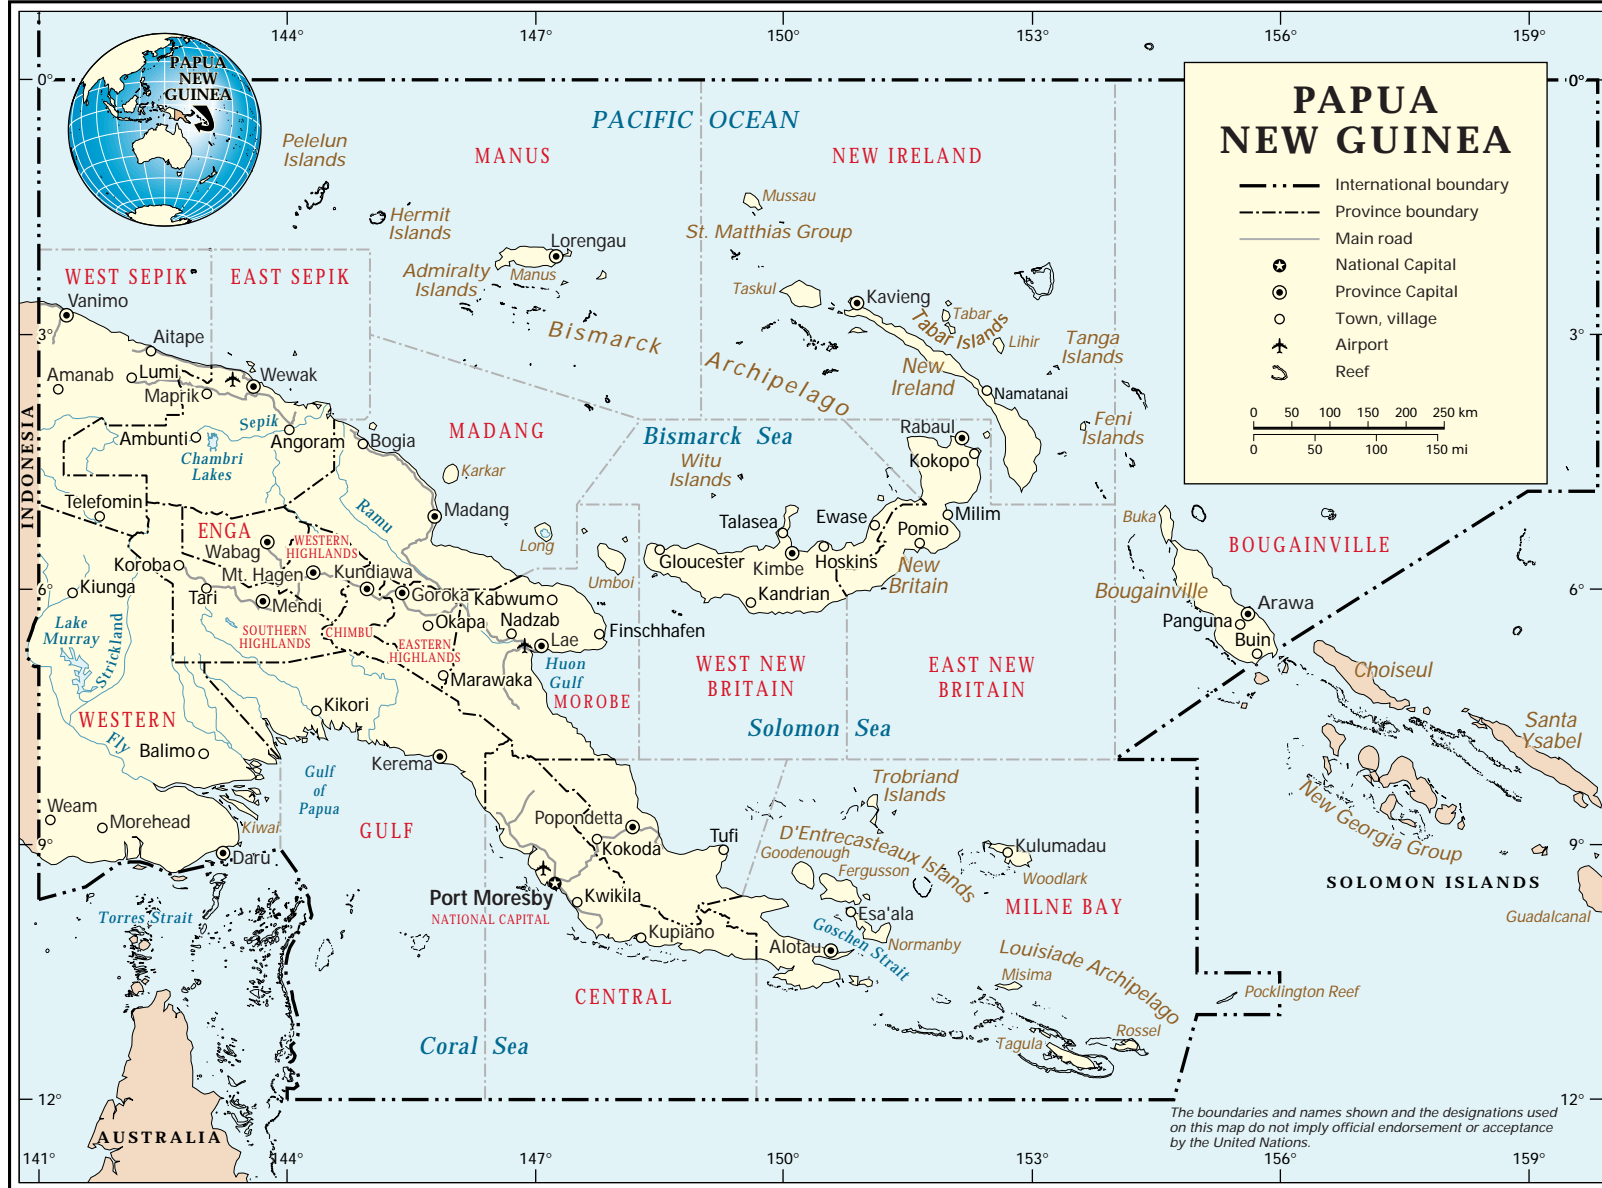 144°
147°
150°
153°
156°
159°
0°
0°
PAPUA
NEW
GUINEA
PAPUA
NEW GUINEA
International boundary
Province boundary
Main road
National Capital
Province Capital
Town, village
Airport
Reef
0 50 100 150 200 250 km
0 50 100 150 mi
PACIFIC OCEAN
Pelelun
Islands
MANUS
NEW IRELAND
Hermit
Islands
Mussau
St. Matthias Group
Lorengau
Manus
Admiralty
Islands
WEST SEPIK
EAST SEPIK
Vanimo
Taskul
Kavieng
Tabar
Tabar Islands
Lihir
Tanga
Islands
3°
3°
Aitape
Bismarck Archipelago
New
Ireland
Namatanai
Amanab
Lumi
Wewak
Maprik
INDONESIA
Ambunti
Sepik
Angoram
Bogia
Chambri
Lakes
MADANG
Karkar
Bismarck Sea
Witu
Islands
Rabaul
Kokopo
Feni
Islands
Telefomin
Ramu
Madang
ENGA
Wabag
WESTERN
HIGHLANDS
Long
Talasea
Ewase
Milim
Pomio
Buka
BOUGAINVILLE
Koroba
Mt. Hagen
Kundiawa
Umboi
Gloucester
Kimbe
Hoskins
New
Britain
6°
6°
Kiunga
Tari
Mendi
Goroka
Kabwum
Kandrian
Bougainville
Arawa
Panguna
Buin
Lake
Murray
Strickland
SOUTHERN
HIGHLANDS
CHIMBU
Okapa
Nadzab
EASTERN
HIGHLANDS
Lae
Finschhafen
Huon
Gulf
WEST NEW
BRITAIN
EAST NEW
BRITAIN
Choiseul
Marawaka
MOROBE
WESTERN
Kikori
Fly
Balimo
Solomon Sea
Santa
Ysabel
Kerema
Gulf
of
Papua
Trobriand
Islands
New Georgia Group
Weam
Morehead
Kiwai
GULF
Popondetta
Tufi
D'Entrecasteaux Islands
Kulumadau
9°
9°
Daru
Kokoda
Goodenough
Fergusson
Woodlark
SOLOMON ISLANDS
Port Moresby
NATIONAL CAPITAL
Kwikila
MILNE BAY
Guadalcanal
Torres Strait
Esa'ala
Goschen Strait
Kupiano
Alotau
Normanby
Louisiade Archipelago
Misima
CENTRAL
Pocklington Reef
Coral Sea
Rossel
Tagula
12°
12°
AUSTRALIA
The boundaries and names shown and the designations used
on this map do not imply official endorsement or acceptance
by the United Nations.
141°
144°
147°
150°
153°
156°
159°